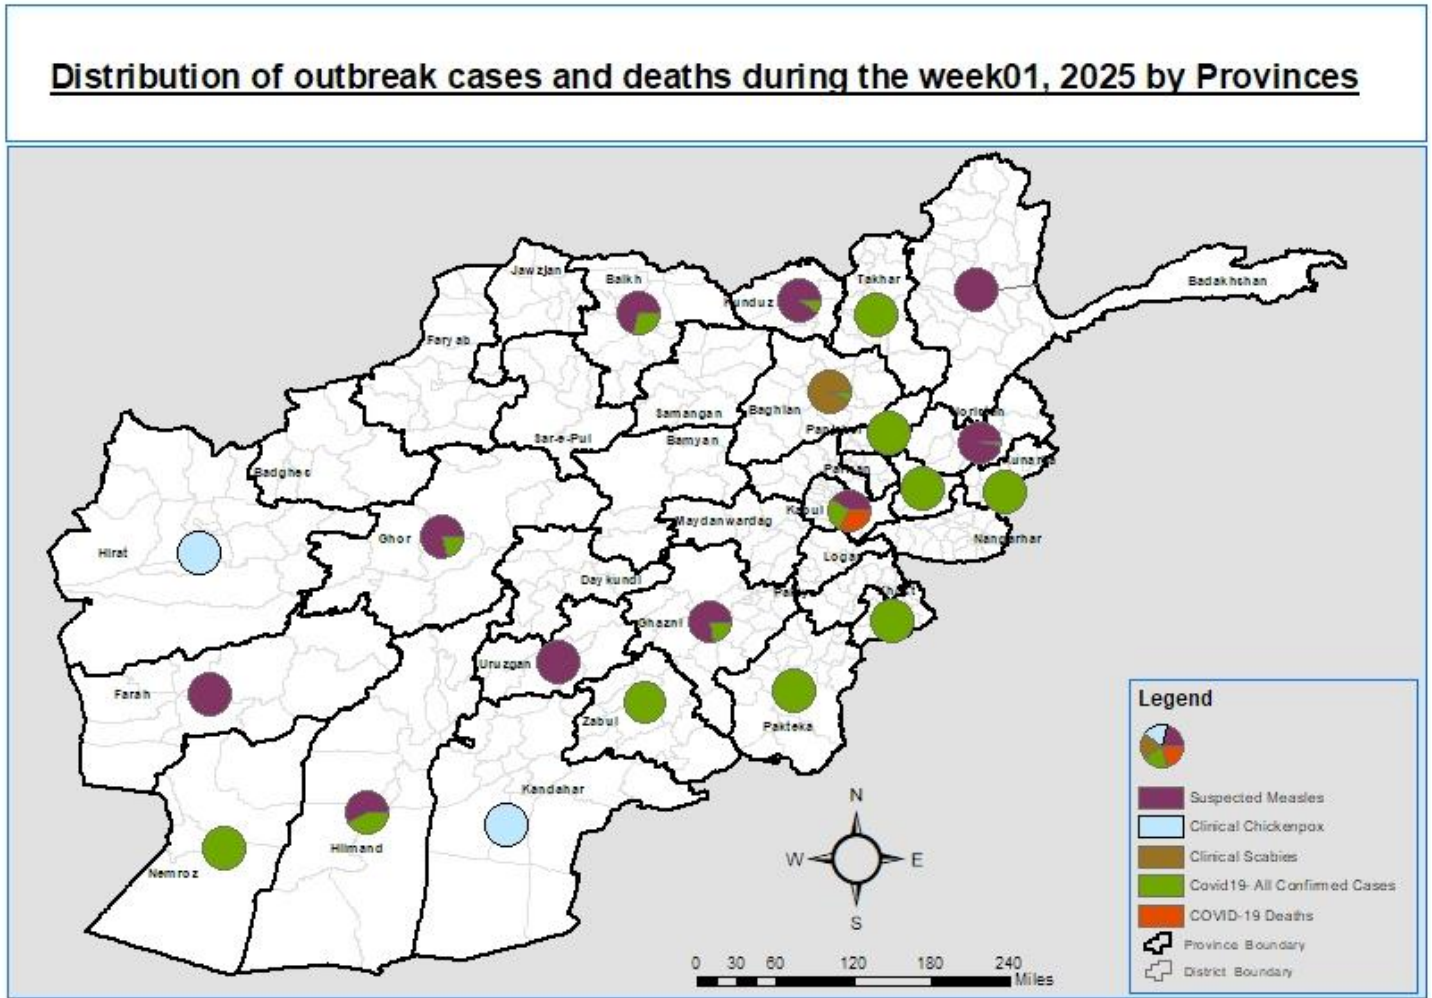 Distribution of outbreak cases and deaths during the week01, 2025 by Provinces
Jawzjan
Balkh
Kunduz
Takhar
Badakhshan
Faryab
Samangan
Baghlan
Sar-e-Pul
Bamyan
Badghes
Kabul
Maydanwardag
Hirat
Ghor
Logar
Nangarhar
Daykundi
Ghazni
Uruzgan
Farah
Zabul
Pakteka
Kandahar
Hilmand
Nemroz
N
W
E
S
0 30 60 120 180 240
Miles
Legend
Suspected Measles
Clinical Chickenpox
Clinical Scabies
Covid19- All Confirmed Cases
COVID-19 Deaths
Province Boundary
District Boundary